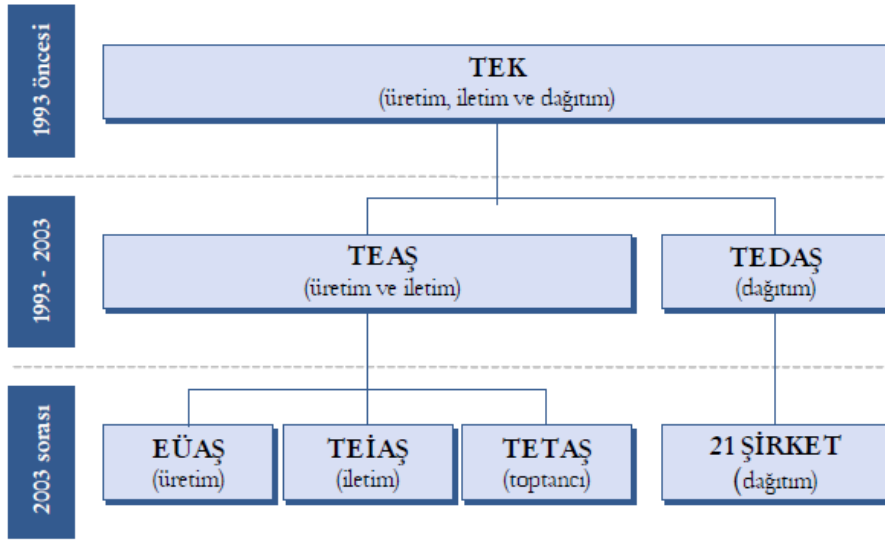 1993 öncesi
TEK
(üretim, iletim ve dağıtım)
1993 - 2003
TEAŞ
(üretim ve iletim)
TEDAŞ
(dağıtım)
2003 sorası
EÜAŞ
(üretim)
TEİAŞ
(iletim)
TETAŞ
(toptancı)
21 ŞİRKET
(dağıtım)